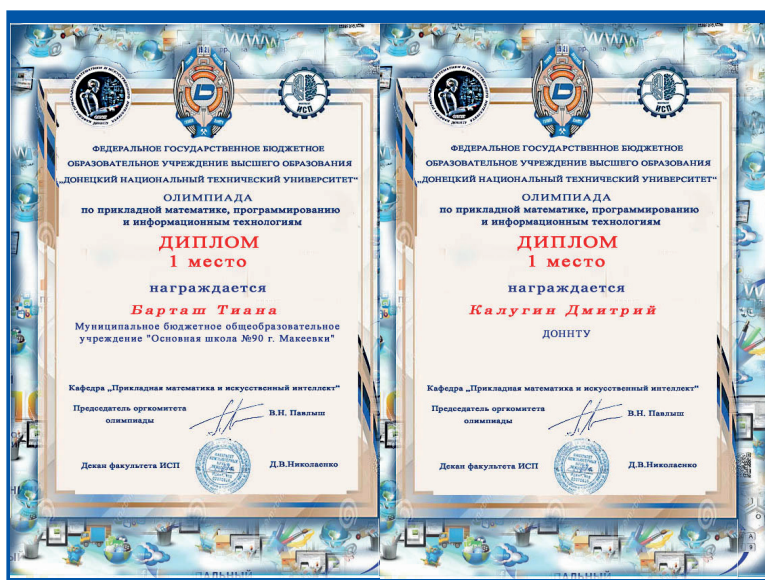 ФЕДЕРАЛЬНОЕ ГОСУДАРСТВЕННОЕ БЮДЖЕТНОЕ
ОБРАЗОВАТЕЛЬНОЕ УЧРЕЖДЕНИЕ ВЫСШЕГО ОБРАЗОВАНИЯ
„ДОНЕЦКИЙ НАЦИОНАЛЬНЫЙ ТЕХНИЧЕСКИЙ УНИВЕРСИТЕТ“
ОЛИМПИАДА
по прикладной математике, программированию
и информационным технологиям
ДИПЛОМ
1 место
награждается
Барташ Тиана
Муниципальное бюджетное общеобразовательное
учреждение "Основная школа №90 г. Макеевки"
Кафедра „Прикладная математика и искусственный интеллект“
Председатель оргкомитета
олимпиады
В.Н. Павлыш
Декан факультета ИСП
Д.В.Николаенко
ИСП
ФЕДЕРАЛЬНОЕ ГОСУДАРСТВЕННОЕ БЮДЖЕТНОЕ
ОБРАЗОВАТЕЛЬНОЕ УЧРЕЖДЕНИЕ ВЫСШЕГО ОБРАЗОВАНИЯ
„ДОНЕЦКИЙ НАЦИОНАЛЬНЫЙ ТЕХНИЧЕСКИЙ УНИВЕРСИТЕТ“
ОЛИМПИАДА
по прикладной математике, программированию
и информационным технологиям
ДИПЛОМ
1 место
награждается
Калугин Дмитрий
ДОННТУ
Кафедра „Прикладная математика и искусственный интеллект“
Председатель оргкомитета
олимпиады
В.Н. Павлыш
Декан факультета ИСП
Д.В.Николаенко
ИСП